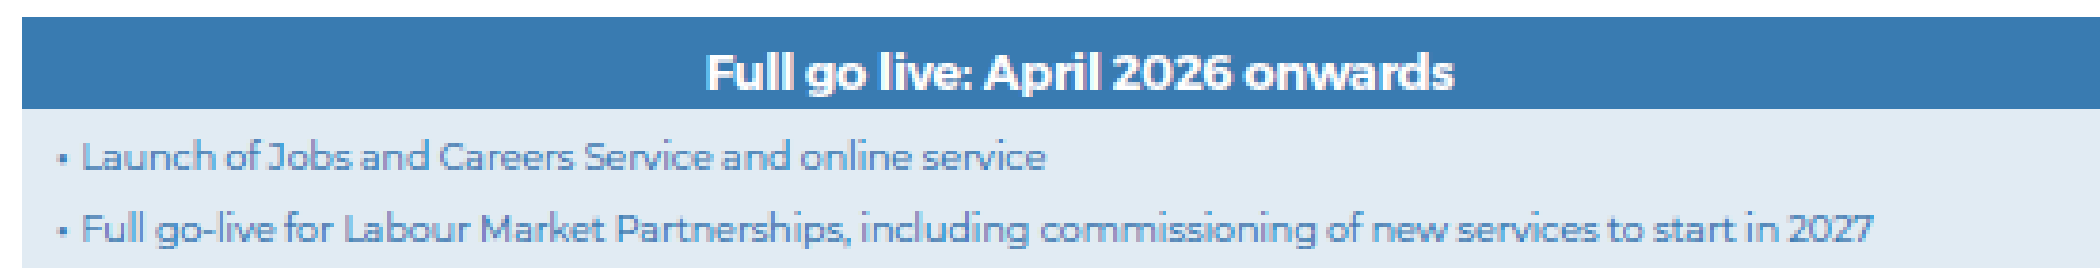 Full go live: April 2026 onwards
• Launch of Jobs and Careers Service and online service
• Full go-live for Labour Market Partnerships, including commissioning of new services to start in 2027